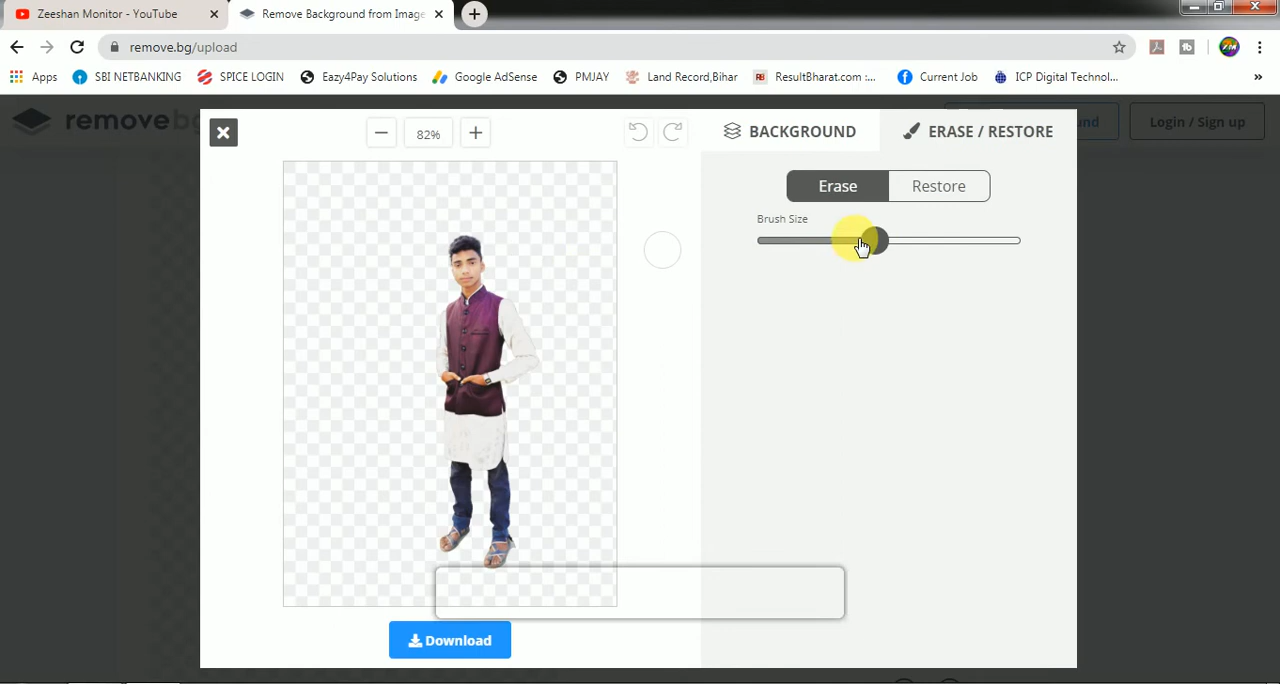 Zeeshan Monitor - YouTube
Remove Background from Image
remove.bg/upload
Apps SBI NETBANKING SPICE LOGIN Eazy4Pay Solutions Google AdSense PMJAY Land Record Bihar ResultBharat.com :... Current Job ICP Digital Technol... »
removebg
Login / Sign up
82%
BACKGROUND
ERASE / RESTORE
Erase
Restore
Brush Size
Download